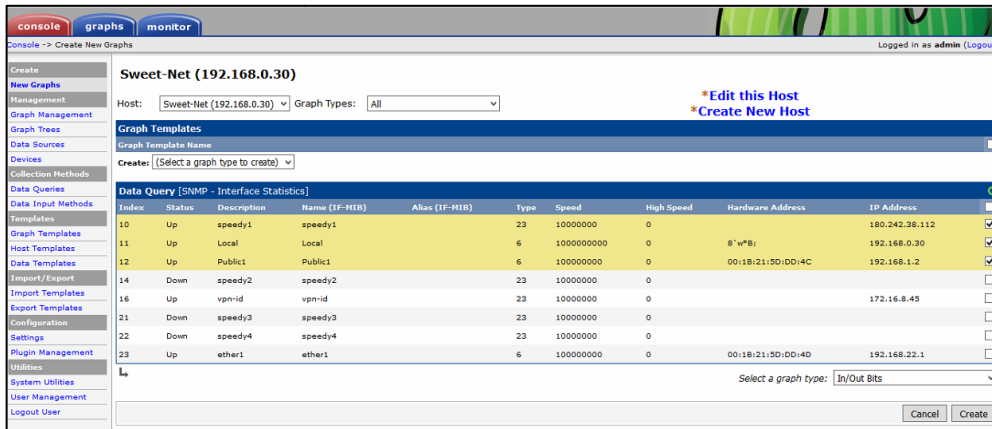 console graphs monitor
Console -> Create New Graphs Logged in as admin (Logou
Create
New Graphs
Management
Graph Management
Graph Trees
Data Sources
Devices
Collection Methods
Data Queries
Data Input Methods
Templates
Graph Templates
Host Templates
Data Templates
Import/Export
Import Templates
Export Templates
Configuration
Settings
Plugin Management
Utilities
System Utilities
User Management
Logout User
Sweet-Net (192.168.0.30)
Host: Sweet-Net (192.168.0.30) Graph Types: All
*Edit this Host
*Create New Host
Graph Templates
Graph Template Name
Create: (Select a graph type to create)
Data Query [SNMP - Interface Statistics]
Index Status Description Name (IF-MIB) Alias (IF-MIB) Type Speed High Speed Hardware Address IP Address
10 Up speedy1 speedy1 23 10000000 0 180.242.38.112
11 Up Local Local 6 1000000000 0 8`w*B; 192.168.0.30
12 Up Public1 Public1 6 1000000000 0 00:1B:21:5D:DD:4C 192.168.1.2
14 Down speedy2 speedy2 23 10000000 0
16 Up vpn-id vpn-id 23 10000000 0 172.16.8.45
21 Down speedy3 speedy3 23 10000000 0
22 Down speedy4 speedy4 23 10000000 0
23 Up ether1 ether1 6 100000000 0 00:1B:21:5D:DD:4D 192.168.22.1
Select a graph type: In/Out Bits
Cancel Create